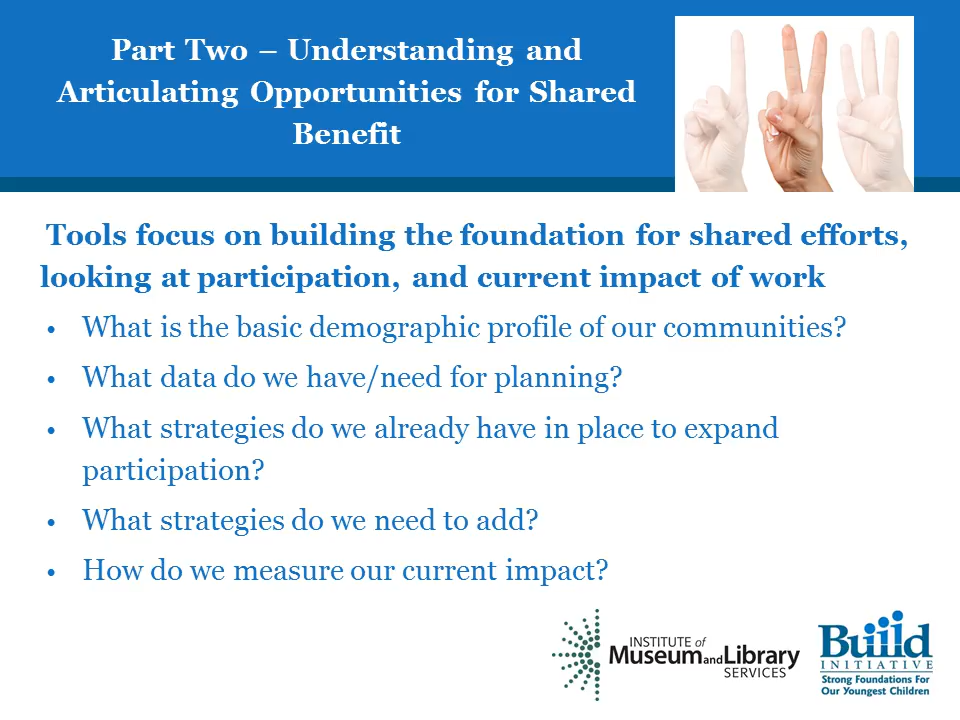 Part Two – Understanding and
Articulating Opportunities for Shared
Benefit
Tools focus on building the foundation for shared efforts,
looking at participation, and current impact of work
• What is the basic demographic profile of our communities?
• What data do we have/need for planning?
• What strategies do we already have in place to expand
participation?
• What strategies do we need to add?
• How do we measure our current impact?
INSTITUTE of
Museum and Library
SERVICES
Build
INITIATIVE
Strong Foundations For
Our Youngest Children